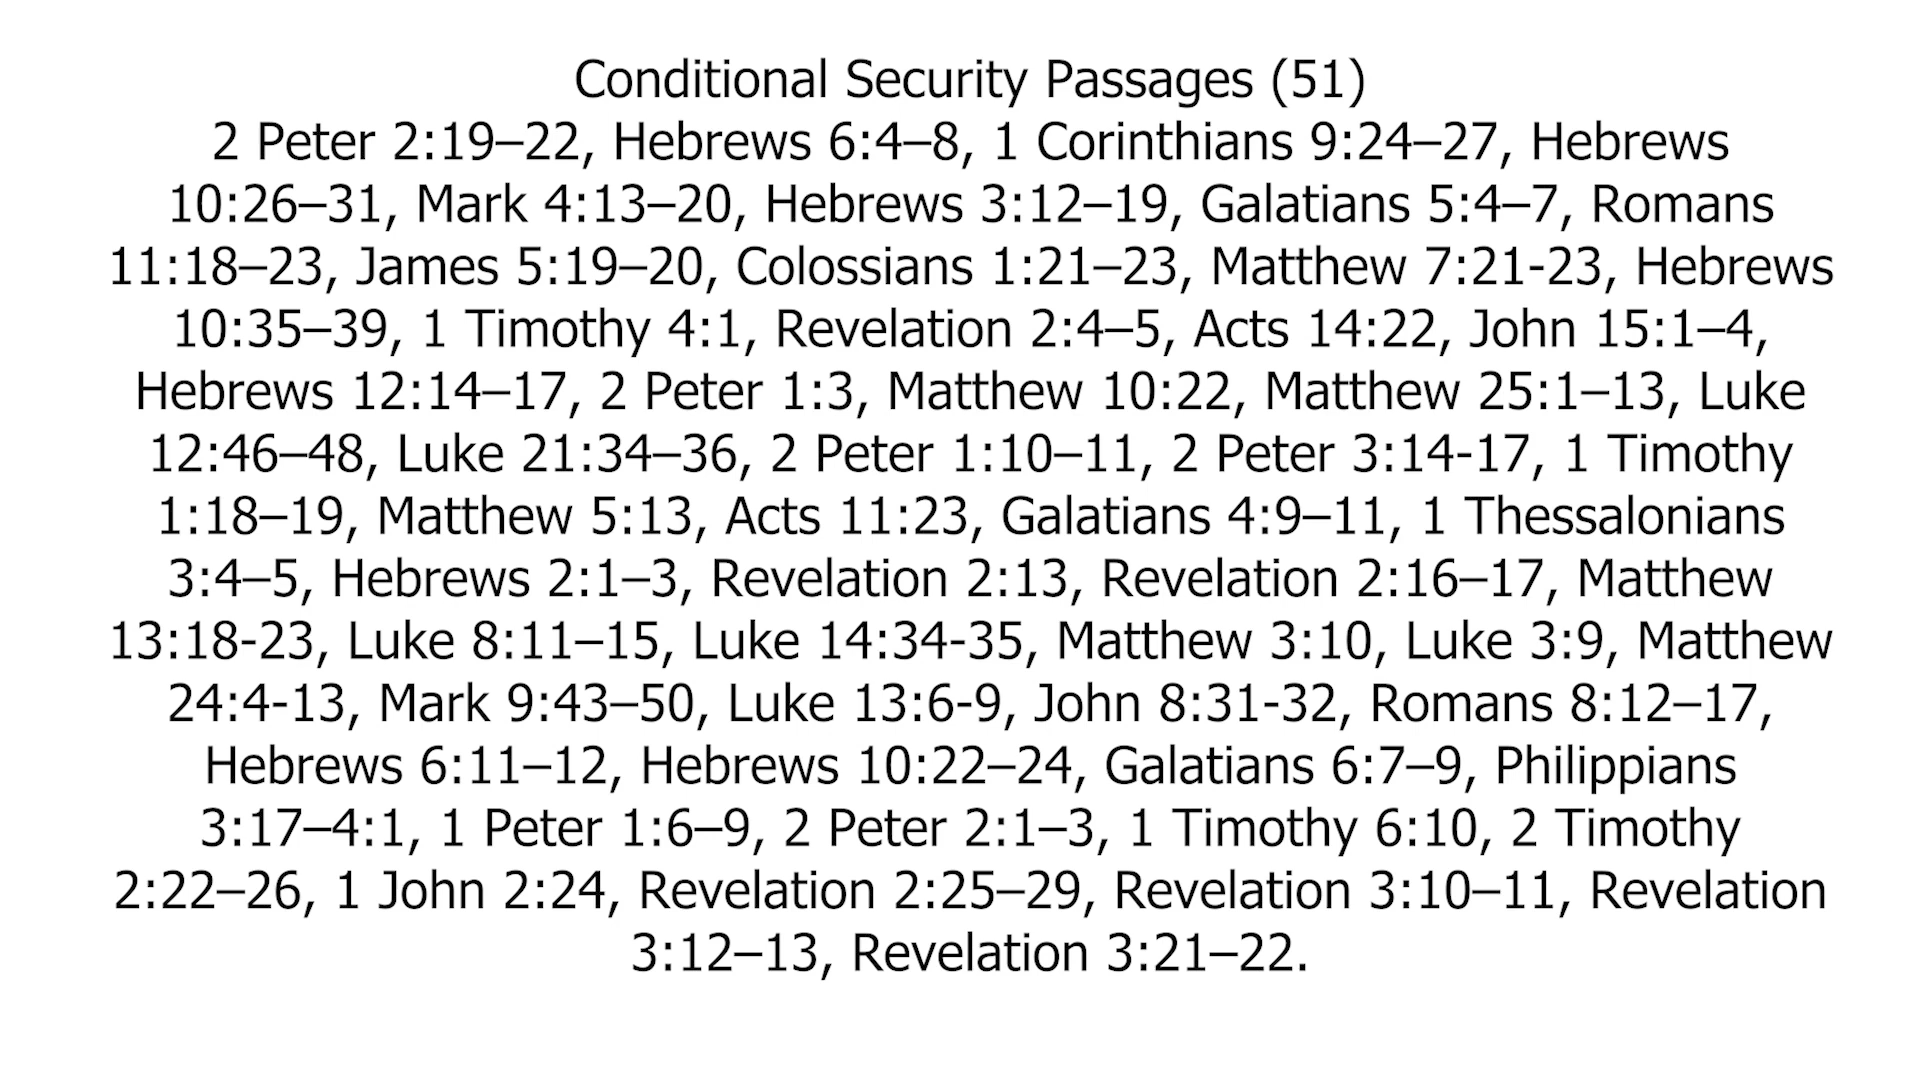 Conditional Security Passages (51)
2 Peter 2:19–22, Hebrews 6:4–8, 1 Corinthians 9:24–27, Hebrews
10:26–31, Mark 4:13–20, Hebrews 3:12–19, Galatians 5:4–7, Romans
11:18–23, James 5:19–20, Colossians 1:21–23, Matthew 7:21-23, Hebrews
10:35–39, 1 Timothy 4:1, Revelation 2:4–5, Acts 14:22, John 15:1–4,
Hebrews 12:14–17, 2 Peter 1:3, Matthew 10:22, Matthew 25:1–13, Luke
12:46–48, Luke 21:34–36, 2 Peter 1:10–11, 2 Peter 3:14-17, 1 Timothy
1:18–19, Matthew 5:13, Acts 11:23, Galatians 4:9–11, 1 Thessalonians
3:4–5, Hebrews 2:1–3, Revelation 2:13, Revelation 2:16–17, Matthew
13:18-23, Luke 8:11–15, Luke 14:34-35, Matthew 3:10, Luke 3:9, Matthew
24:4-13, Mark 9:43–50, Luke 13:6-9, John 8:31-32, Romans 8:12–17,
Hebrews 6:11–12, Hebrews 10:22–24, Galatians 6:7–9, Philippians
3:17–4:1, 1 Peter 1:6–9, 2 Peter 2:1–3, 1 Timothy 6:10, 2 Timothy
2:22–26, 1 John 2:24, Revelation 2:25–29, Revelation 3:10–11, Revelation
3:12–13, Revelation 3:21–22.